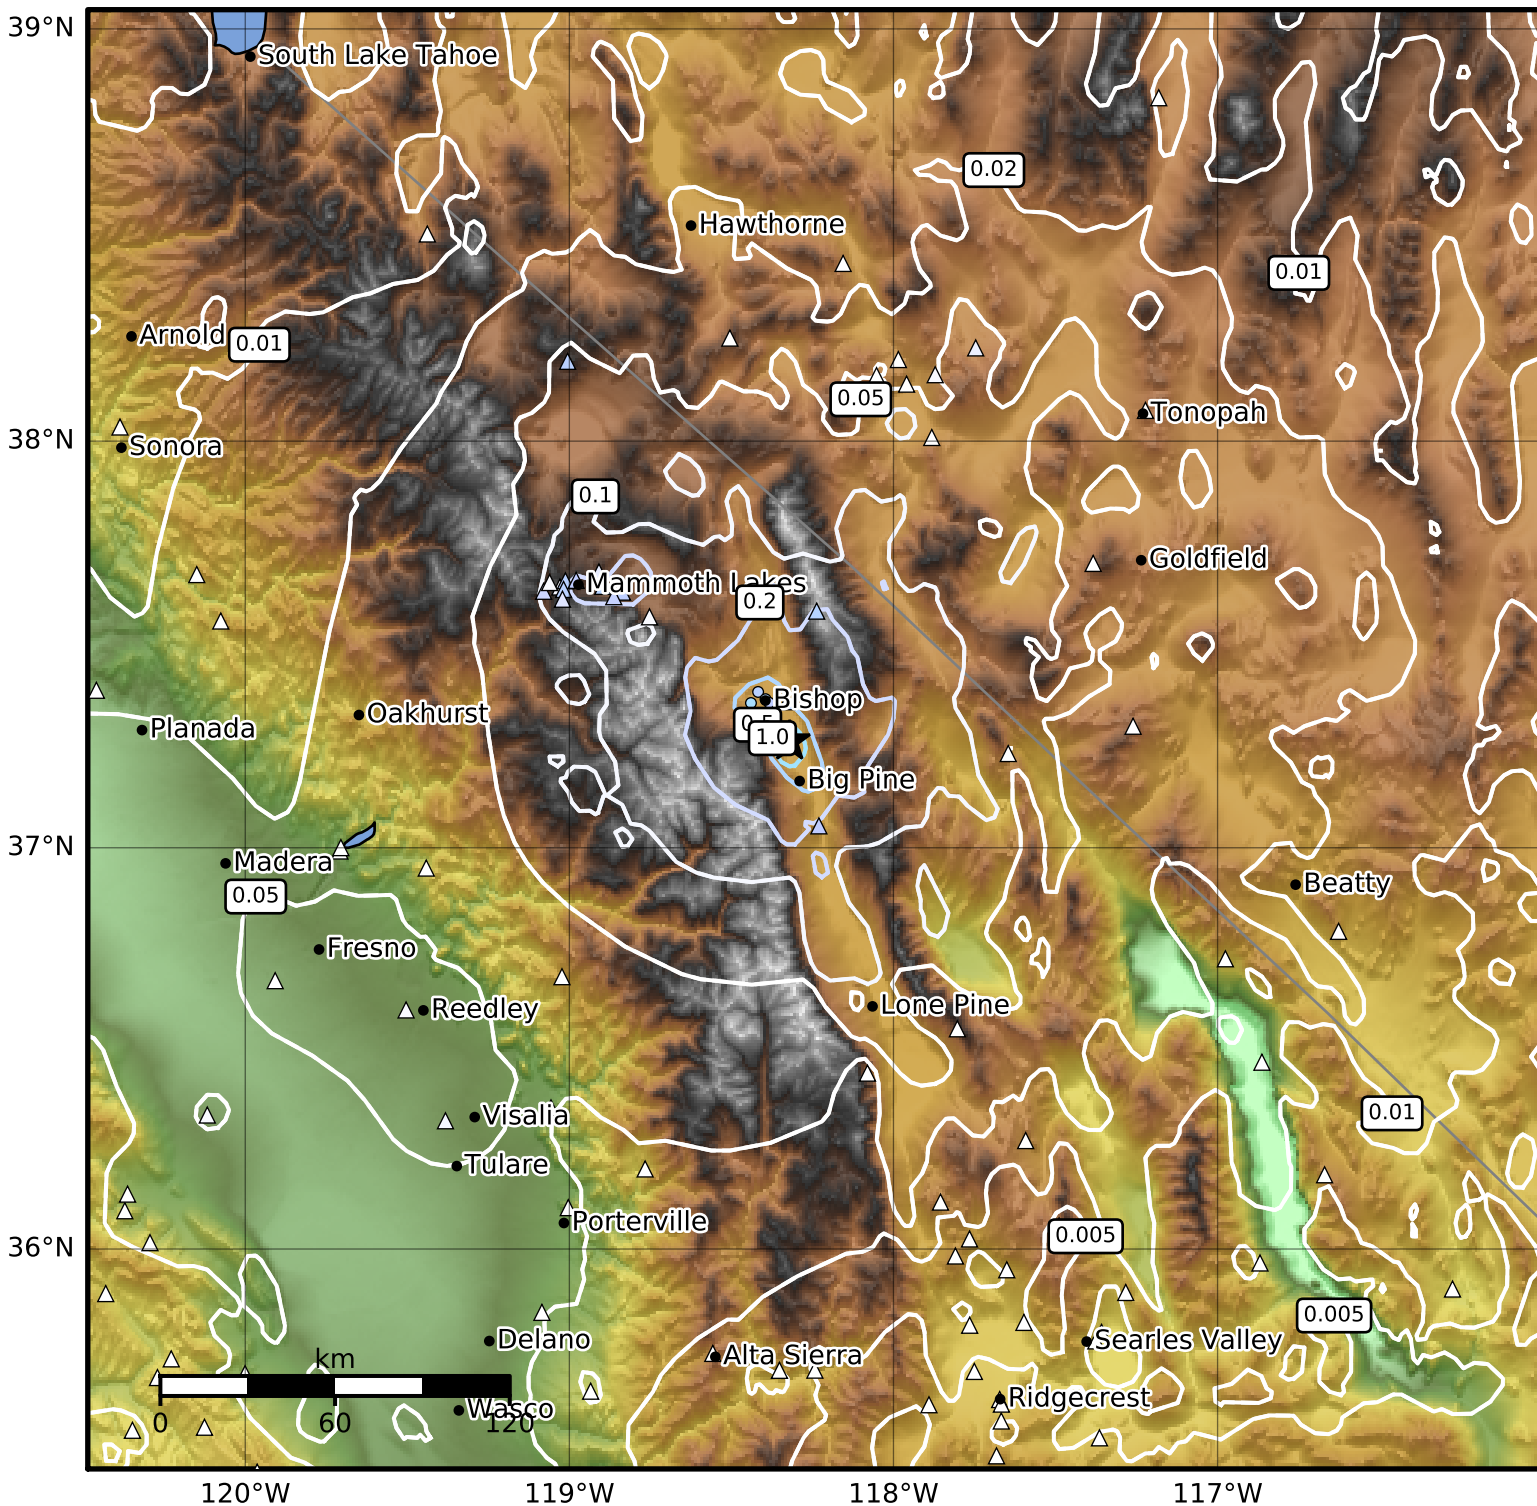 39°N
South Lake Tahoe
0.02
Hawthorne
0.01
Arnold
0.01
0.05
Tonopah
38°N
Sonora
0.1
Goldfield
Mammoth Lakes
0.2
Bishop
Oakhurst
Planada
1.0
Big Pine
37°N
Madera
Beatty
0.05
Fresno
Lone Pine
Reedley
0.01
Visalia
Tulare
Porterville
0.005
36°N
0.005
Delano
Searles Valley
Alta Sierra
km
Ridgecrest
Wasco
0 60 120
120°W 119°W 118°W 117°W